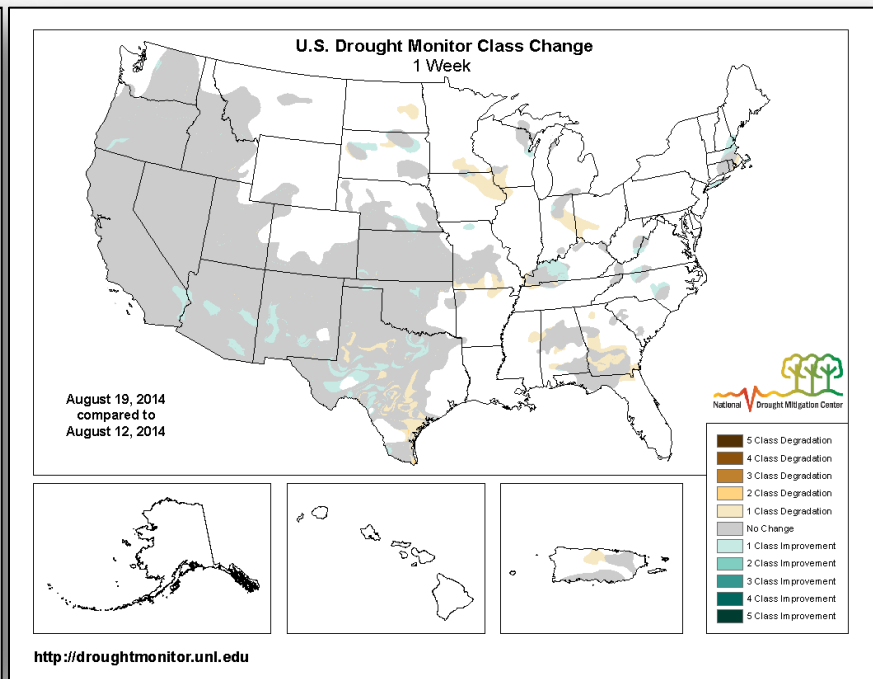 U.S. Drought Monitor Class Change
1 Week
August 19, 2014
compared to
August 12, 2014
National Drought Mitigation Center
5 Class Degradation
4 Class Degradation
3 Class Degradation
2 Class Degradation
1 Class Degradation
No Change
1 Class Improvement
2 Class Improvement
3 Class Improvement
4 Class Improvement
5 Class Improvement
http://droughtmonitor.unl.edu